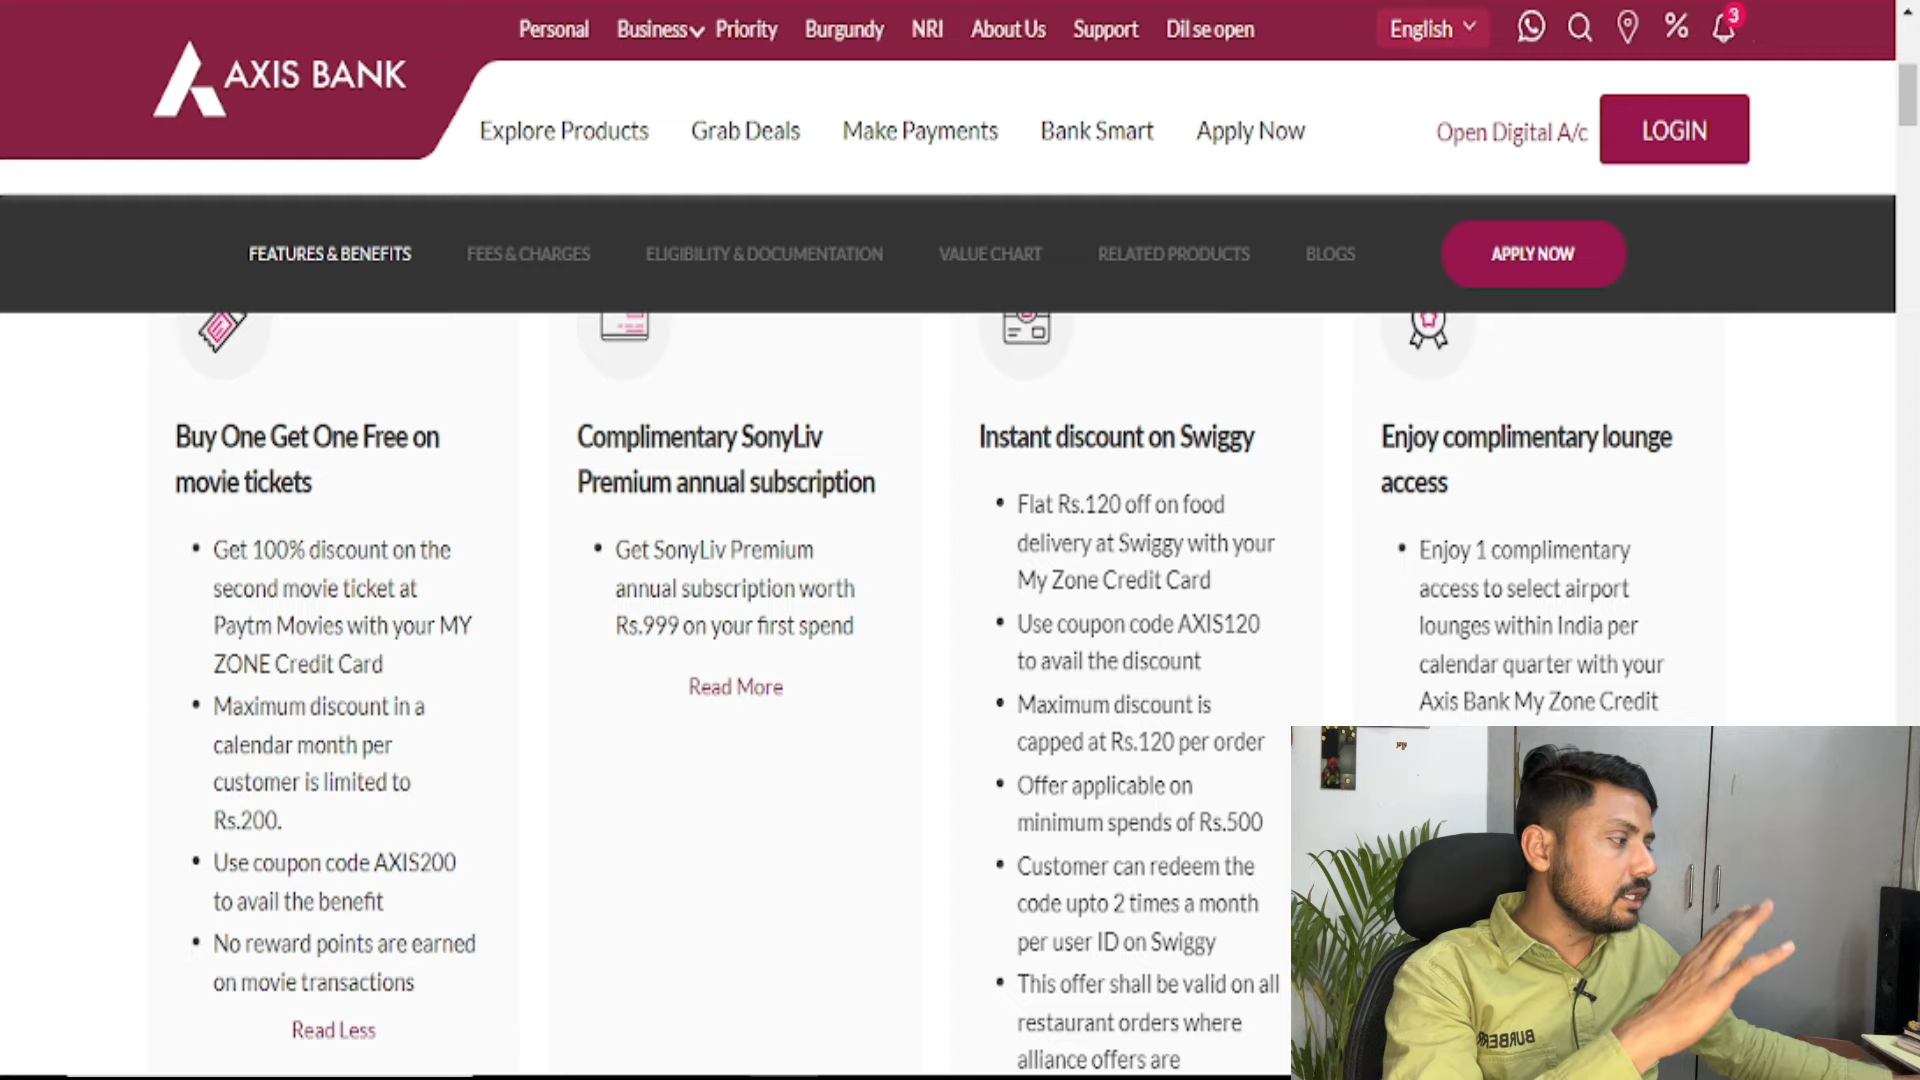 Personal Business Priority Burgundy NRI About Us Support Dil se open English 3
AXIS BANK
Explore Products Grab Deals Make Payments Bank Smart Apply Now Open Digital A/c LOGIN
FEATURES & BENEFITS FEES & CHARGES ELIGIBILITY & DOCUMENTATION VALUE CHART RELATED PRODUCTS BLOGS APPLY NOW
Buy One Get One Free on
movie tickets
• Get 100% discount on the
second movie ticket at
Paytm Movies with your MY
ZONE Credit Card
• Maximum discount in a
calendar month per
customer is limited to
Rs.200.
• Use coupon code AXIS200
to avail the benefit
• No reward points are earned
on movie transactions
Read Less
Complimentary SonyLiv
Premium annual subscription
• Get SonyLiv Premium
annual subscription worth
Rs.999 on your first spend
Read More
Instant discount on Swiggy
• Flat Rs.120 off on food
delivery at Swiggy with your
My Zone Credit Card
• Use coupon code AXIS120
to avail the discount
• Maximum discount is
capped at Rs.120 per order
• Offer applicable on
minimum spends of Rs.500
• Customer can redeem the
code upto 2 times a month
per user ID on Swiggy
• This offer shall be valid on all
restaurant orders where
alliance offers are
Enjoy complimentary lounge
access
• Enjoy 1 complimentary
access to select airport
lounges within India per
calendar quarter with your
Axis Bank My Zone Credit